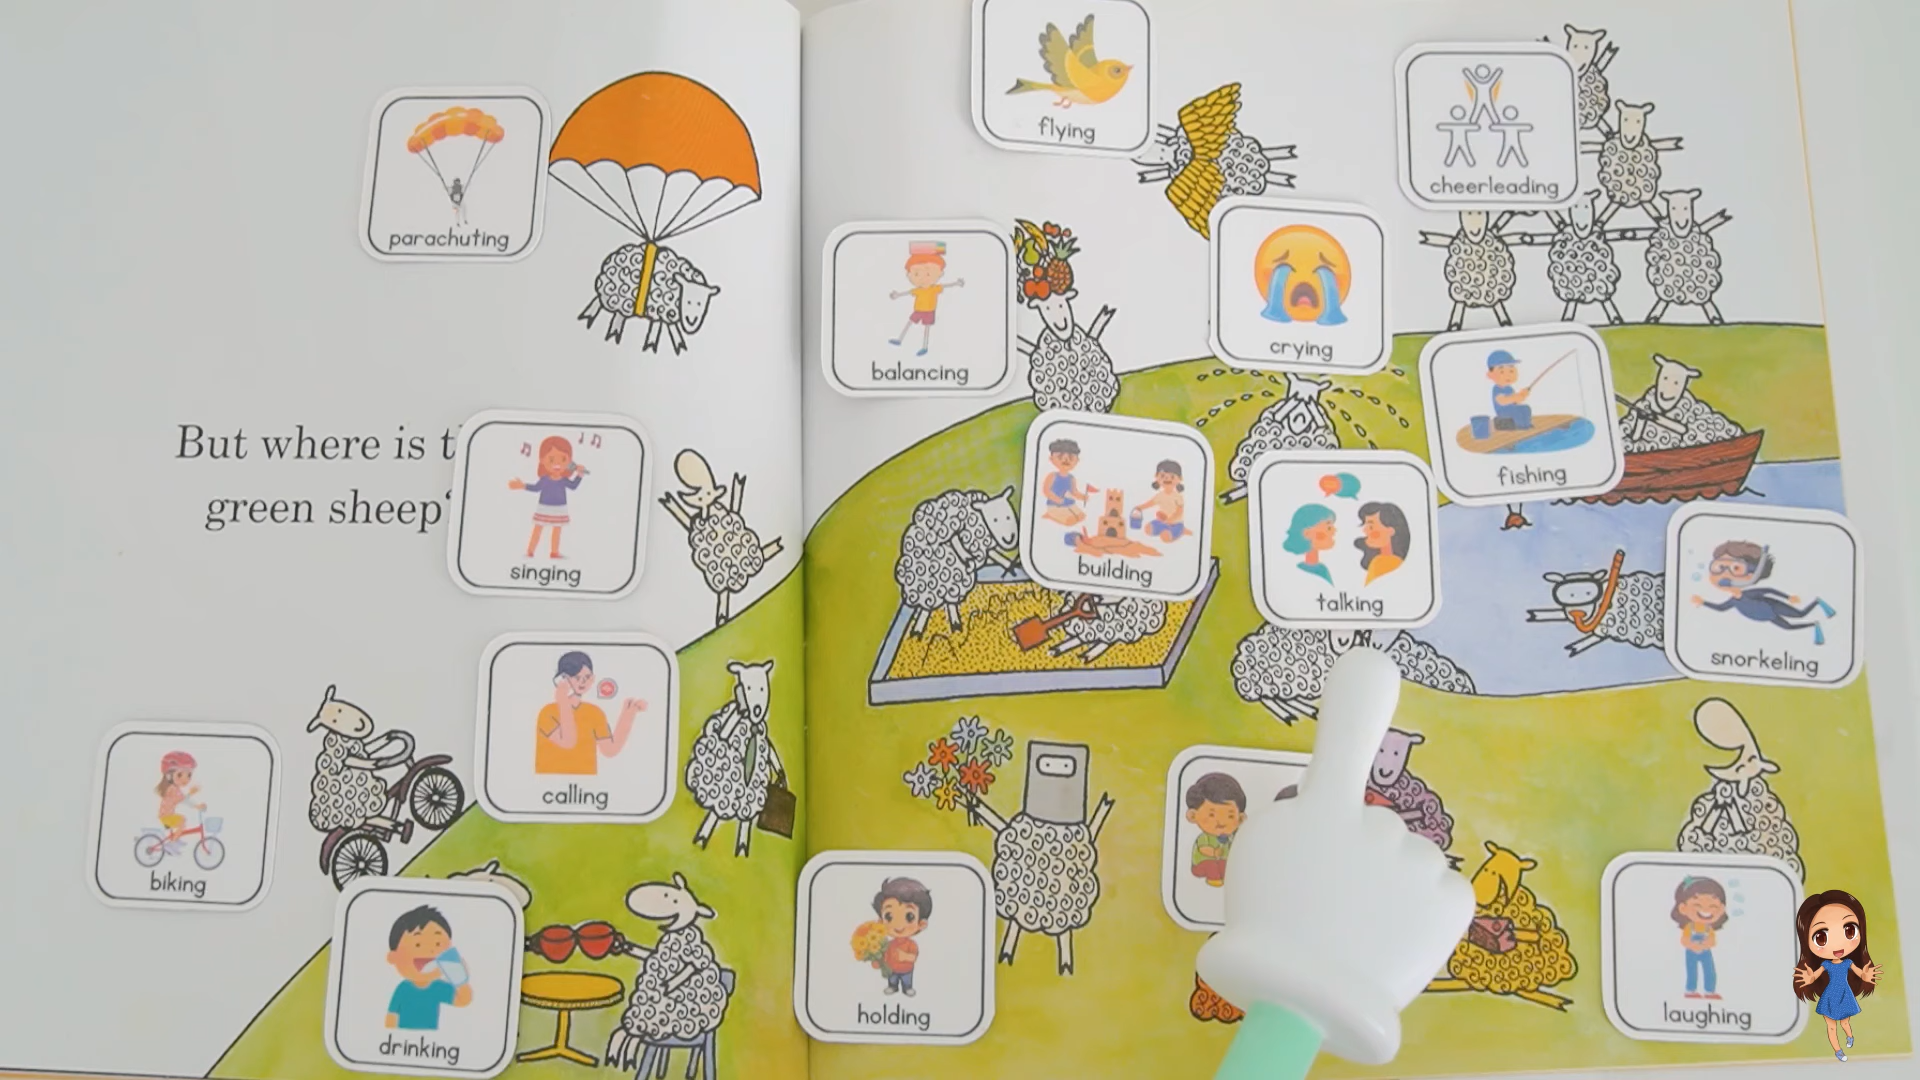 But where is t
green sheep
parachuting
singing
calling
biking
drinking
flying
cheerleading
balancing
crying
fishing
building
talking
snorkeling
holding
laughing